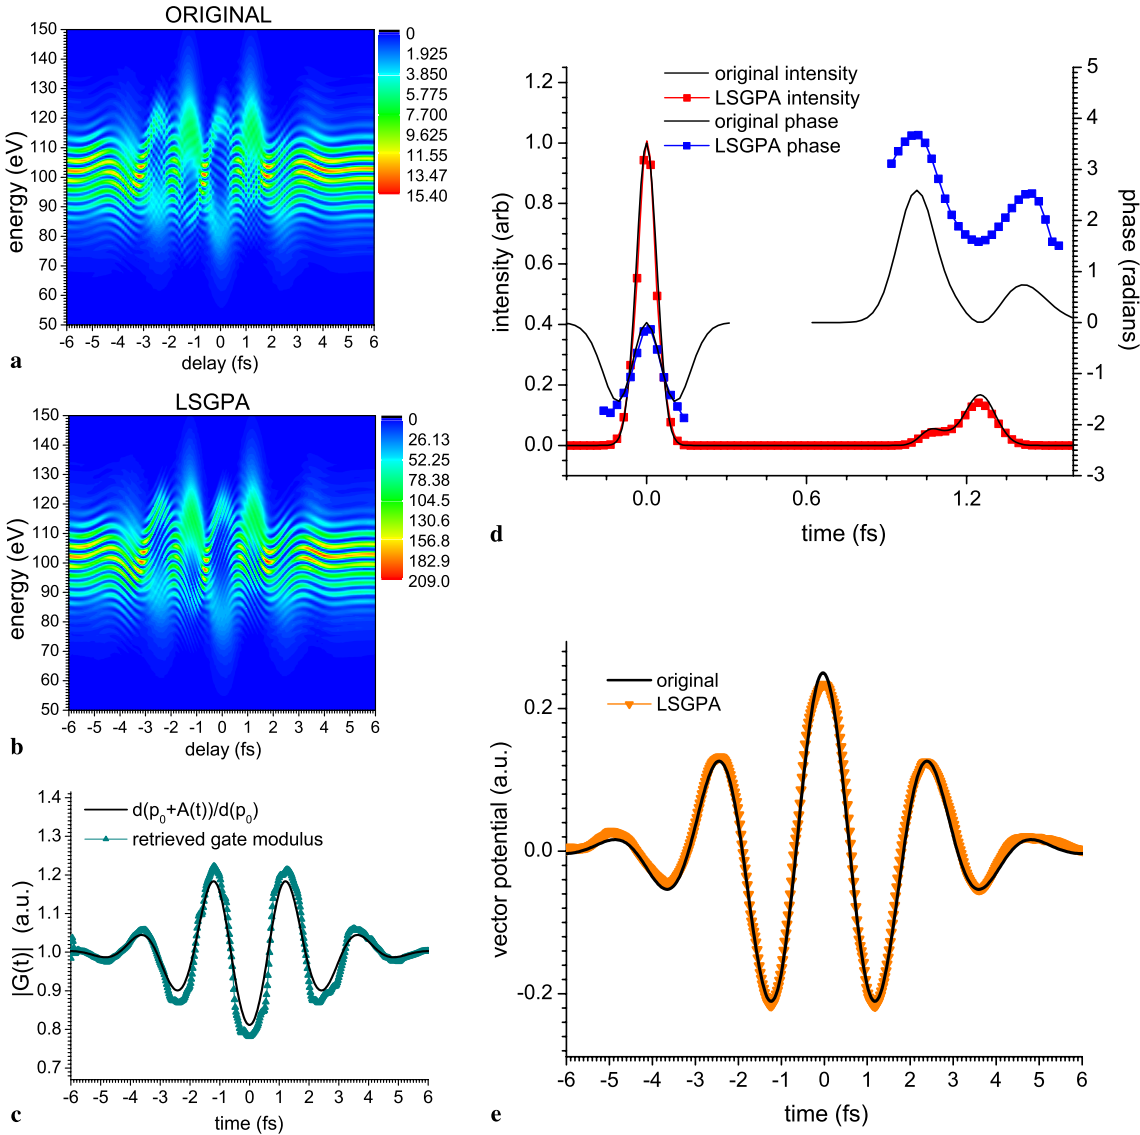 ORIGINAL
150
140
130
120
110
100
90
80
70
60
50
energy (eV)
-6 -5 -4 -3 -2 -1 0 1 2 3 4 5 6
delay (fs)
0
1.925
3.850
5.775
7.700
9.625
11.55
13.47
15.40
a
LSGPA
150
140
130
120
110
100
90
80
70
60
50
energy (eV)
-6 -5 -4 -3 -2 -1 0 1 2 3 4 5 6
delay (fs)
0
26.13
52.25
78.38
104.5
130.6
156.8
182.9
209.0
b
1.4
1.3
1.2
1.1
1.0
0.9
0.8
0.7
|G(t)| (a.u.)
d(p0+A(t))/d(p0)
retrieved gate modulus
-6 -5 -4 -3 -2 -1 0 1 2 3 4 5 6
time (fs)
c
original intensity
LSGPA intensity
original phase
LSGPA phase
1.2
1.0
0.8
0.6
0.4
0.2
0.0
intensity (arb)
5
4
3
2
1
0
-1
-2
-3
phase (radians)
0.0 0.6 1.2
time (fs)
d
original
LSGPA
0.2
0.0
-0.2
vector potential (a.u.)
-6 -5 -4 -3 -2 -1 0 1 2 3 4 5 6
time (fs)
e